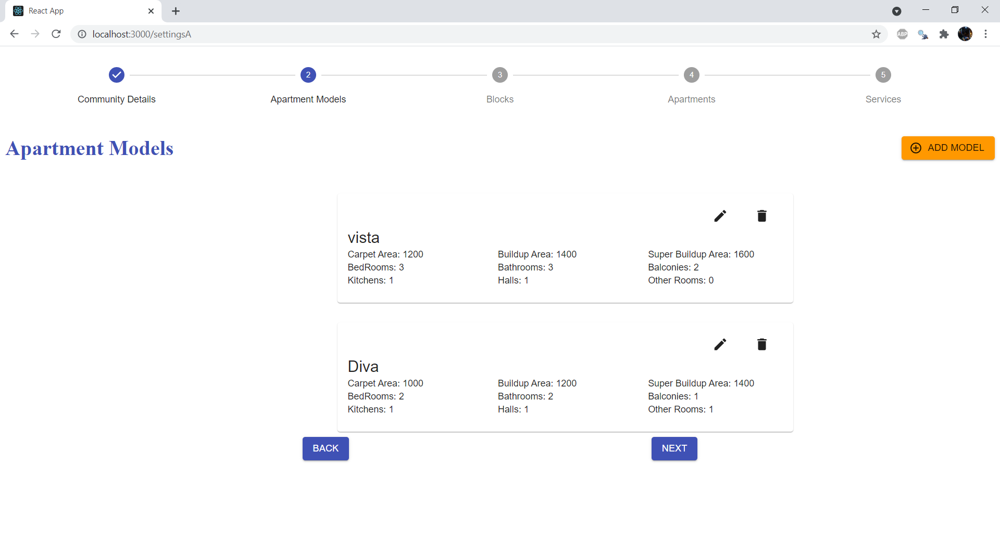 React App
localhost:3000/settingsA
ABP
2 3 4 5
Community Details Apartment Models Blocks Apartments Services
Apartment Models
ADD MODEL
vista
Carpet Area: 1200 Buildup Area: 1400 Super Buildup Area: 1600
BedRooms: 3 Bathrooms: 3 Balconies: 2
Kitchens: 1 Halls: 1 Other Rooms: 0
Diva
Carpet Area: 1000 Buildup Area: 1200 Super Buildup Area: 1400
BedRooms: 2 Bathrooms: 2 Balconies: 1
Kitchens: 1 Halls: 1 Other Rooms: 1
BACK NEXT